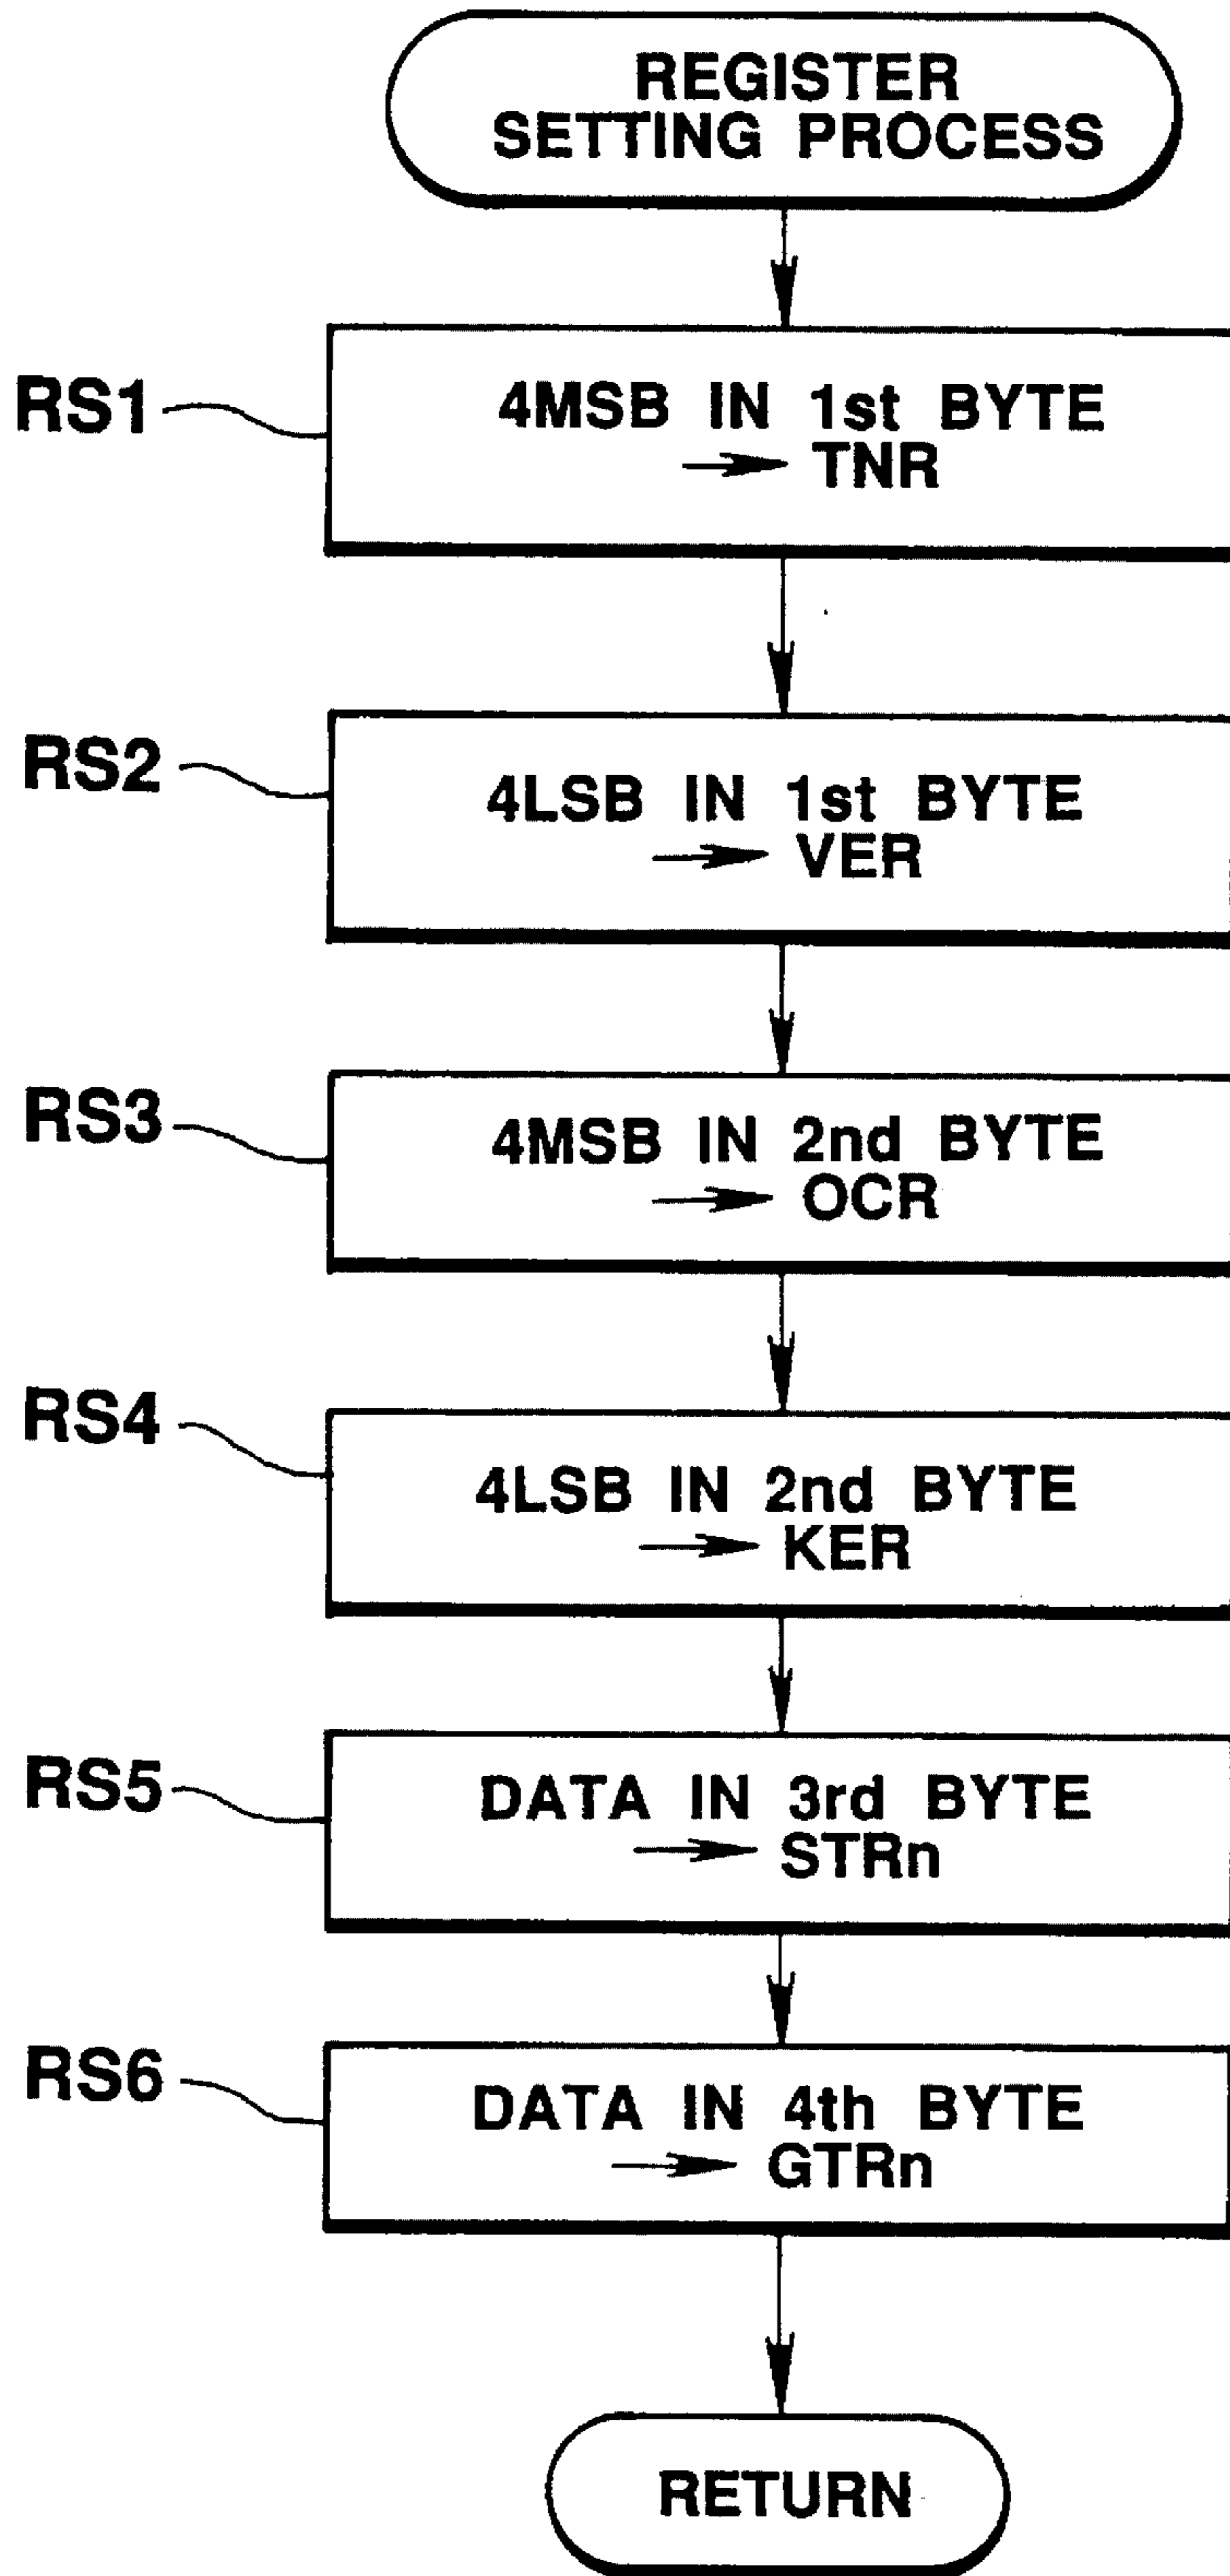 REGISTER
SETTING PROCESS
RS1
4MSB IN 1st BYTE
→ TNR
RS2
4LSB IN 1st BYTE
→ VER
RS3
4MSB IN 2nd BYTE
→ OCR
RS4
4LSB IN 2nd BYTE
→ KER
RS5
DATA IN 3rd BYTE
→ STRn
RS6
DATA IN 4th BYTE
→ GTRn
RETURN